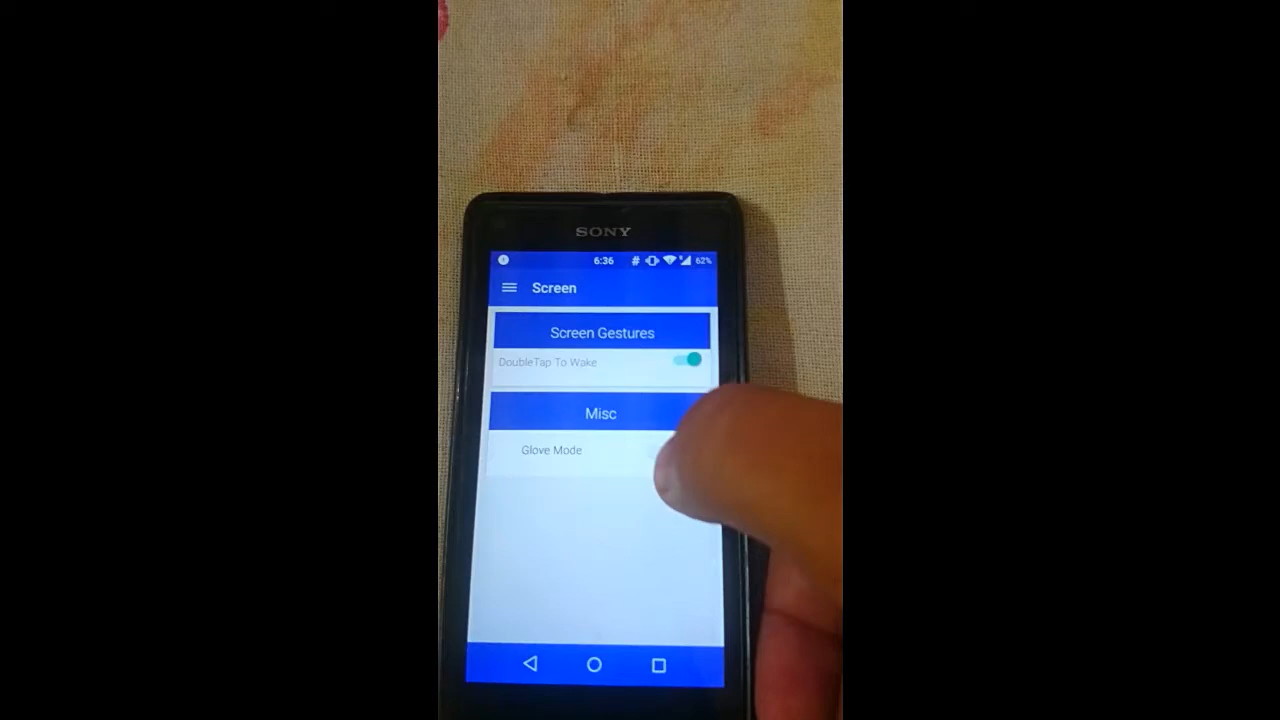 SONY
6:36 # 62%
Screen
Screen Gestures
DoubleTap To Wake
Misc
Glove Mode